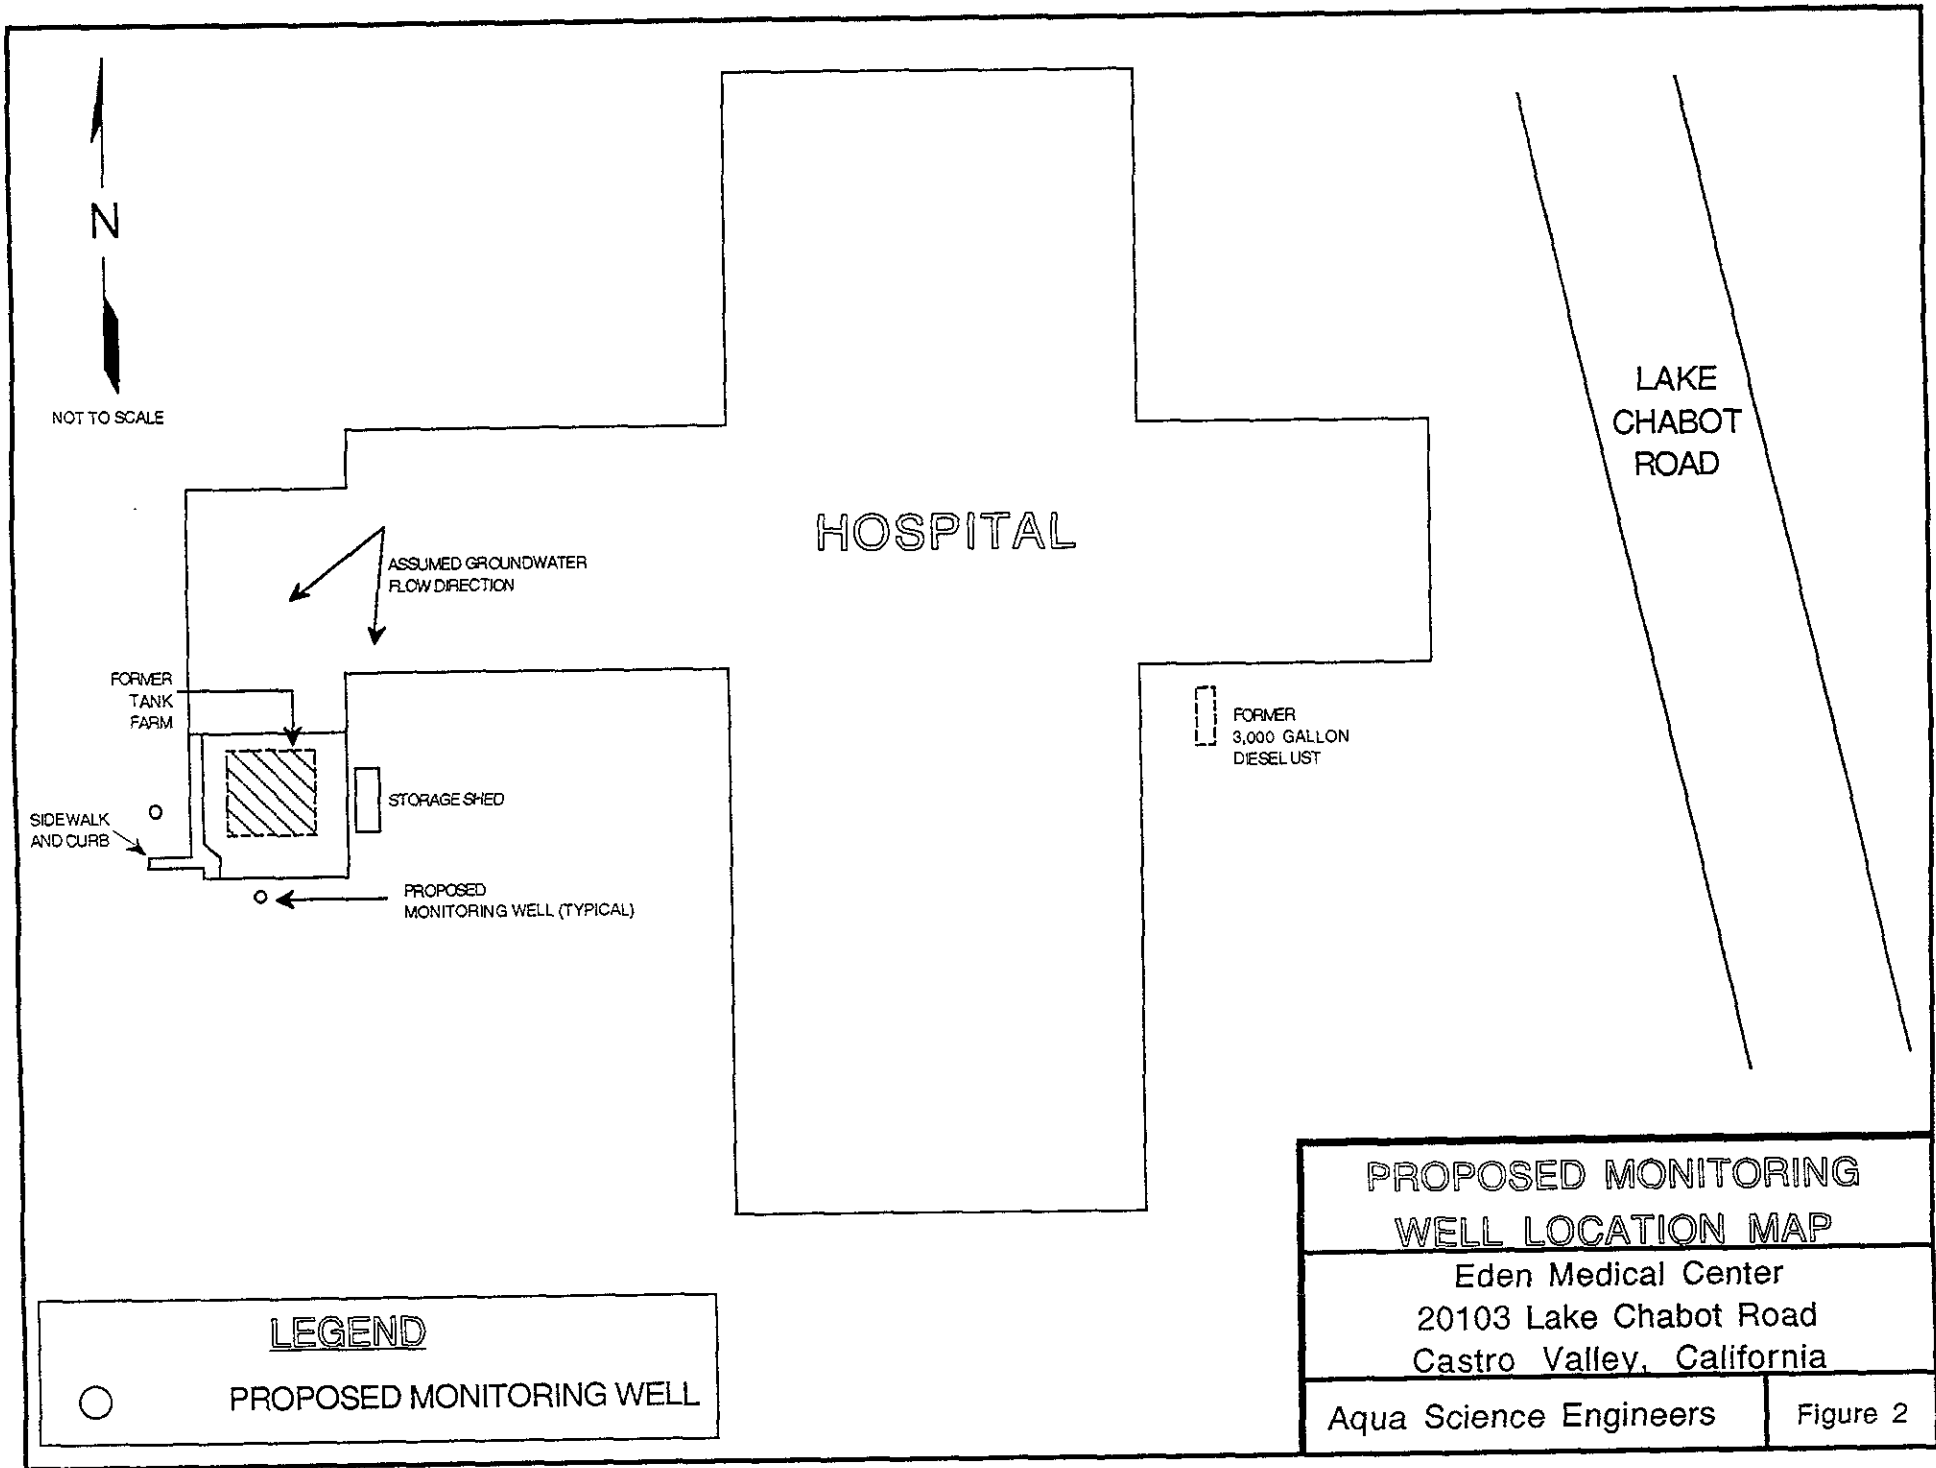 N
NOT TO SCALE
LAKE
CHABOT
ROAD
HOSPITAL
ASSUMED GROUNDWATER
FLOW DIRECTION
FORMER
TANK
FARM
FORMER
3,000 GALLON
DIESEL UST
STORAGE SHED
SIDEWALK
AND CURB
PROPOSED
MONITORING WELL (TYPICAL)
PROPOSED MONITORING
WELL LOCATION MAP
Eden Medical Center
20103 Lake Chabot Road
Castro Valley, California
Aqua Science Engineers
Figure 2
LEGEND
PROPOSED MONITORING WELL